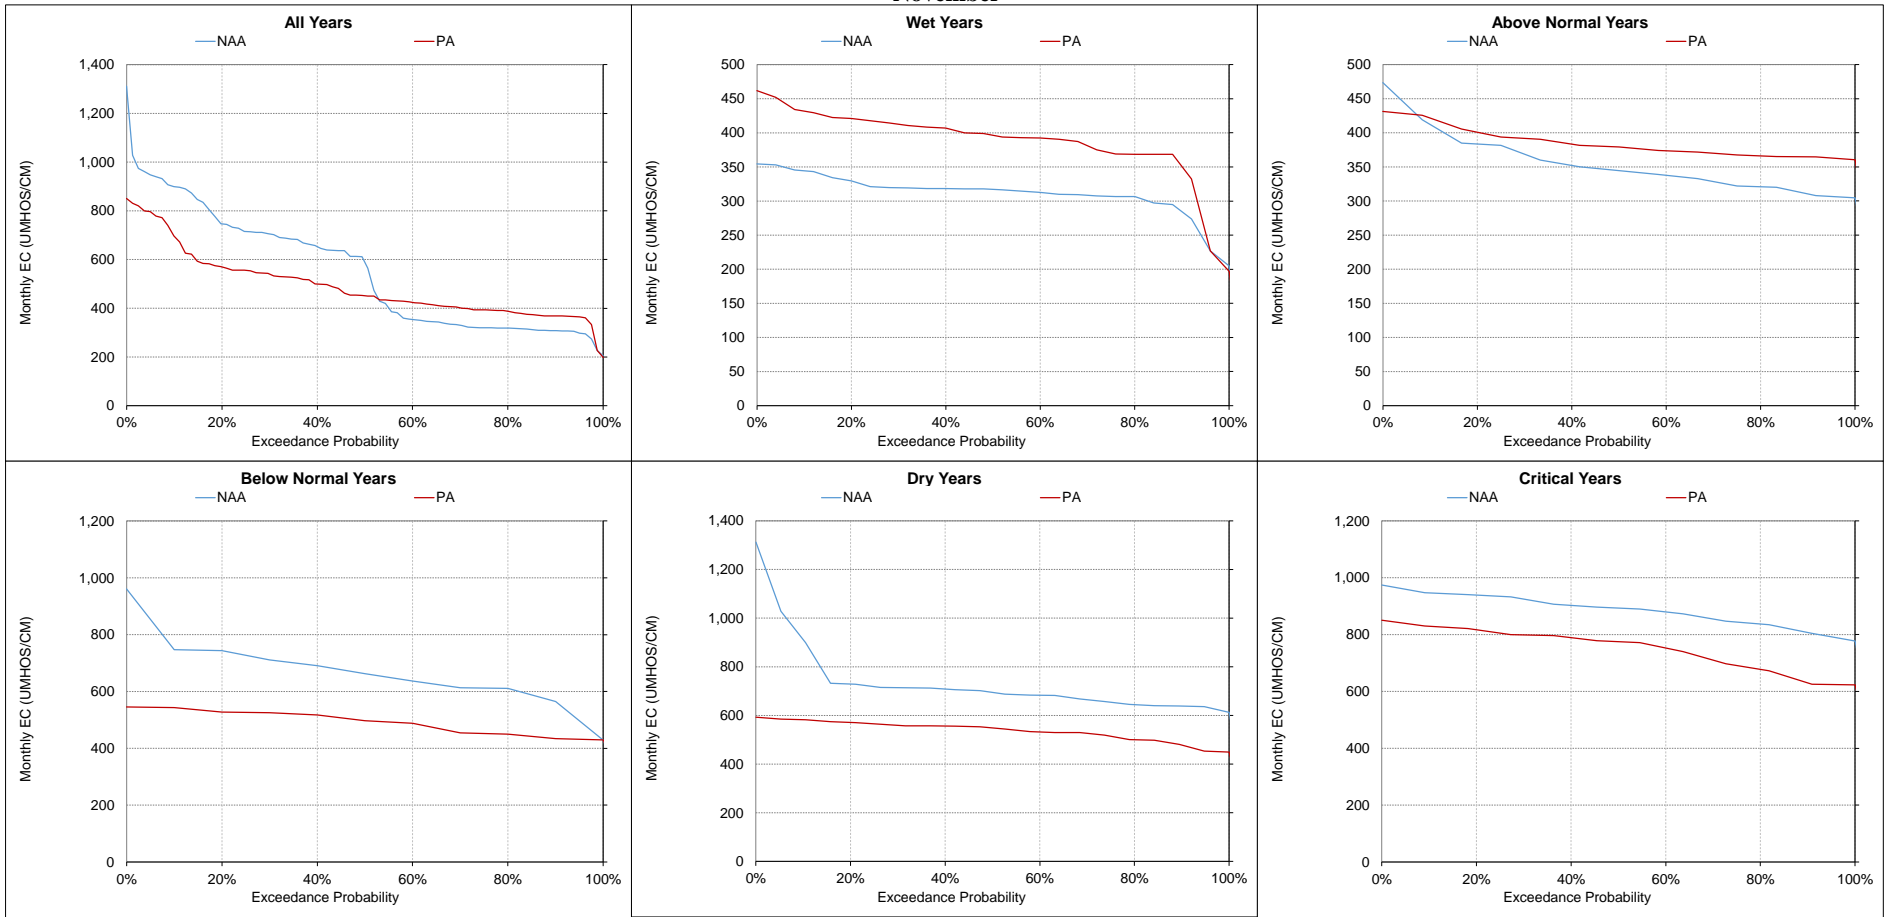 All Years
NAA PA
1,400
1,200
1,000
800
600
400
200
0
Monthly EC (UMHOS/CM)
0% 20% 40% 60% 80% 100%
Exceedance Probability
Wet Years
NAA PA
500
450
400
350
300
250
200
150
100
50
0
Monthly EC (UMHOS/CM)
0% 20% 40% 60% 80% 100%
Exceedance Probability
Above Normal Years
NAA PA
500
450
400
350
300
250
200
150
100
50
0
Monthly EC (UMHOS/CM)
0% 20% 40% 60% 80% 100%
Exceedance Probability
Below Normal Years
NAA PA
1,200
1,000
800
600
400
200
0
Monthly EC (UMHOS/CM)
0% 20% 40% 60% 80% 100%
Exceedance Probability
Dry Years
NAA PA
1,400
1,200
1,000
800
600
400
200
0
Monthly EC (UMHOS/CM)
0% 20% 40% 60% 80% 100%
Exceedance Probability
Critical Years
NAA PA
1,200
1,000
800
600
400
200
0
Monthly EC (UMHOS/CM)
0% 20% 40% 60% 80% 100%
Exceedance Probability